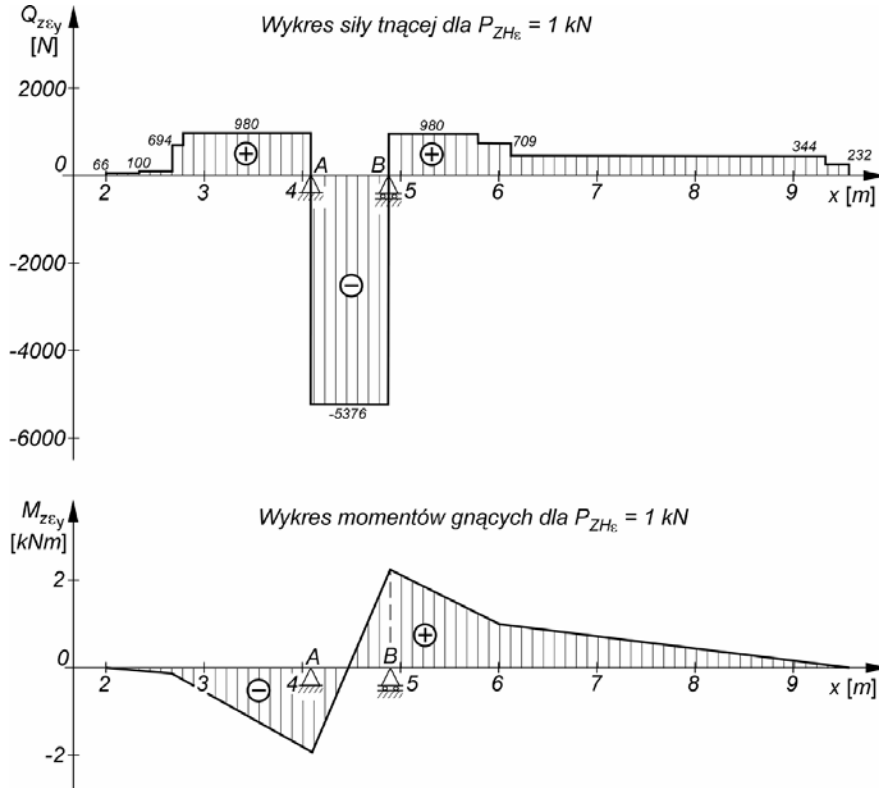 Q_zεy
[N]
Wykres siły tnącej dla P_ZHε = 1 kN
2000
66 100 694 980 A B 980 709 344 232
0
2 3 4 5 6 7 8 9 x [m]
-2000
-4000
-5376
-6000
M_zεy
[kNm]
Wykres momentów gnących dla P_ZHε = 1 kN
2
0
A B
2 3 4 5 6 7 8 9 x [m]
-2